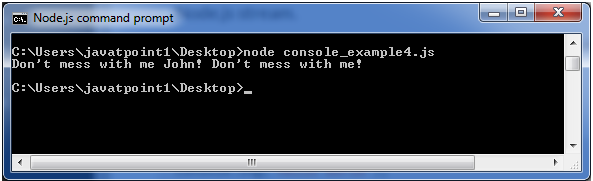 Node.js command prompt
C:\Users\javatpoint1\Desktop>node console_example4.js
Don't mess with me John! Don't mess with me!
C:\Users\javatpoint1\Desktop>_